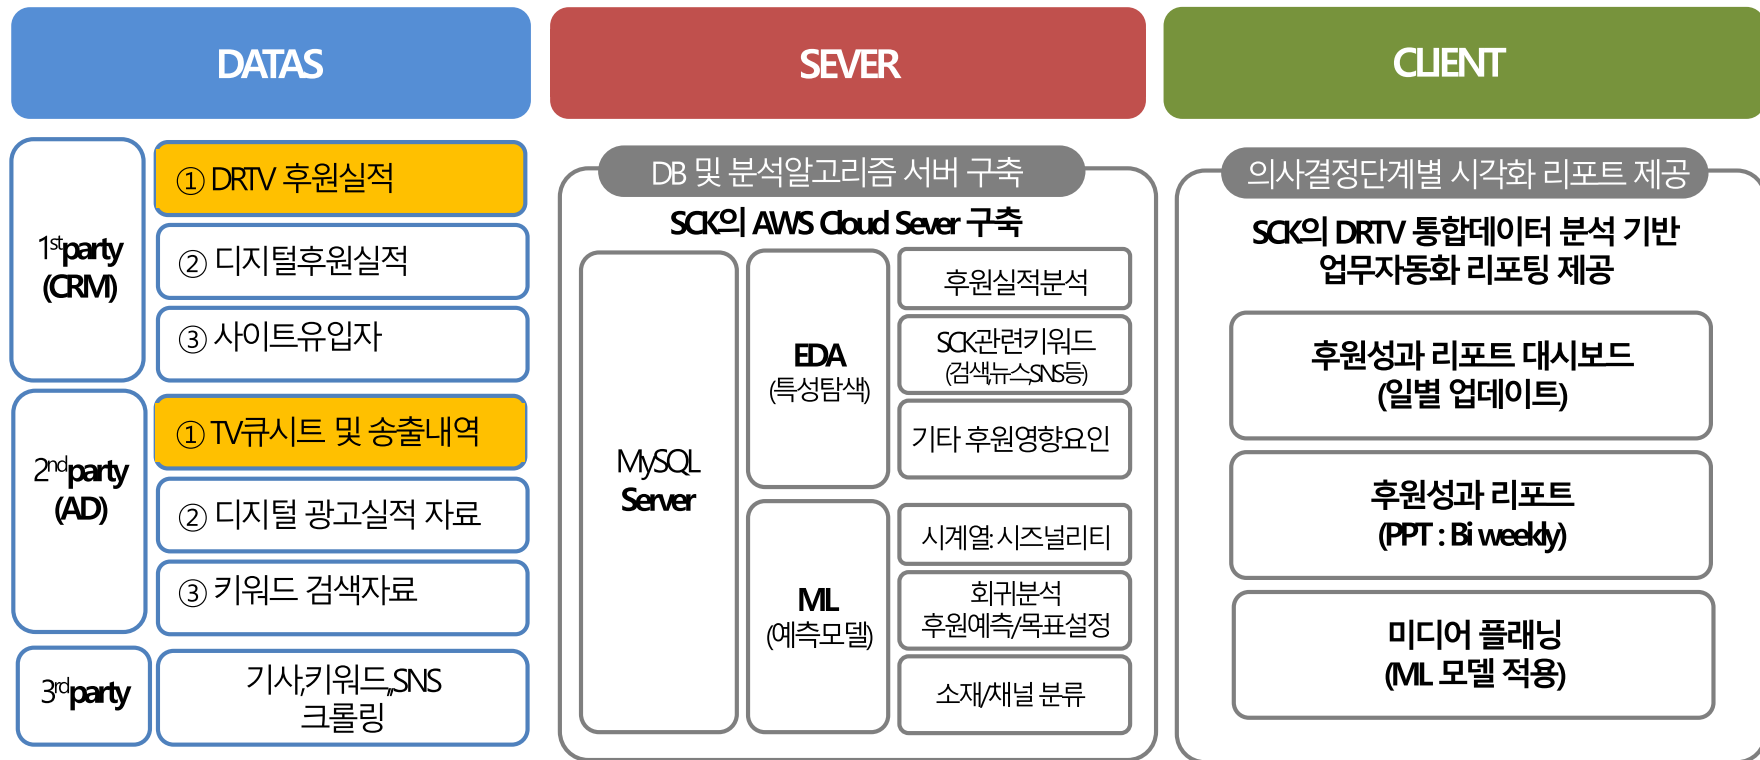 DATAS
SEVER
CLIENT
1stparty
(CRM)
① DRTV 후원실적
② 디지털후원실적
③ 사이트유입자
2ndparty
(AD)
① TV큐시트 및 송출내역
② 디지털 광고실적 자료
③ 키워드 검색자료
3rdparty
기사,키워드,,SNS
크롤링
DB 및 분석알고리즘 서버 구축
SCK의 AWS Cloud Sever 구축
MySQL
Server
EDA
(특성탐색)
후원실적분석
SCK관련키워드
(검색,뉴스,SNS등)
기타 후원영향요인
ML
(예측모델)
시계열: 시즈널리티
회귀분석
후원예측/목표설정
소재/채널 분류
의사결정단계별 시각화 리포트 제공
SCK의 DRTV 통합데이터 분석 기반
업무자동화 리포팅 제공
후원성과 리포트 대시보드
(일별 업데이트)
후원성과 리포트
(PPT : Bi weekly)
미디어 플래닝
(ML 모델 적용)